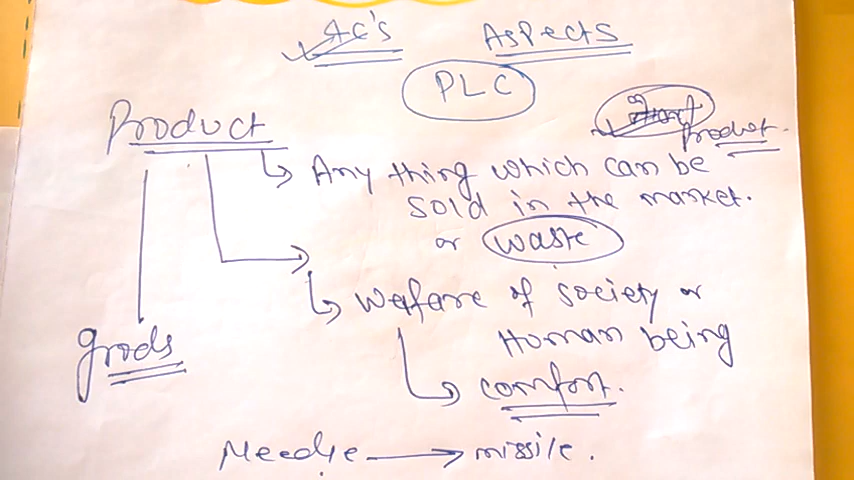 AC's Aspects
PLC
Product
product.
Any thing which can be
sold in the market.
or waste
Welfare of society or
Human being
goods
comfort.
Needle → missile.